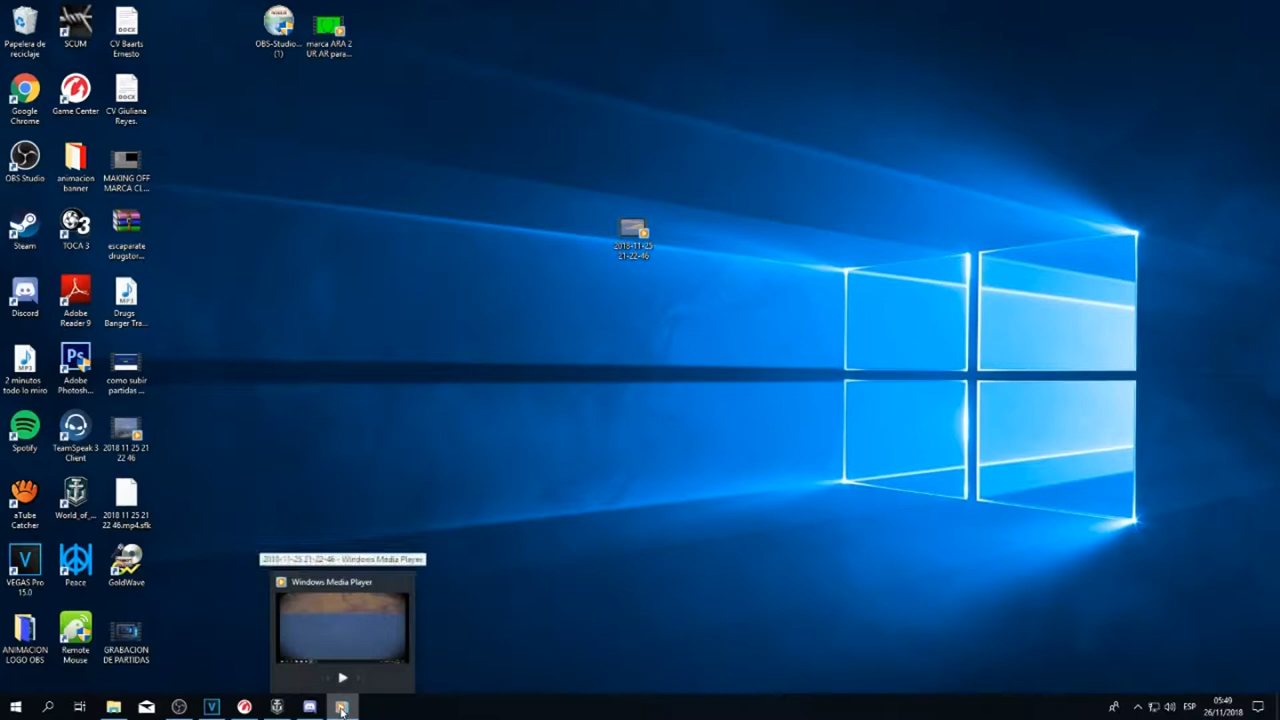 Papelera de
reciclaje
SCUM
CV Baarts
Ernesto
OBS-Studio...
(1)
marca ARA 2
UR AR para...
Google
Chrome
Game Center
CV Giuliana
Reyes.
OBS Studio
animacion
banner
MAKING OFF
MARCA CL...
Steam
TOCA 3
escaparate
drugstor...
2018-11-25
21-22-46
Discord
Adobe
Reader 9
Drugs
Banger Tra...
2 minutos
todo lo miro
Adobe
Photosh...
como subir
partidas ...
Spotify
TeamSpeak 3
Client
2018 11 25 21
22 46
aTube
Catcher
World_of_...
2018 11 25 21
22 46.mp4.sfk
VEGAS Pro
15.0
Peace
GoldWave
ANIMACION
LOGO OBS
Remote
Mouse
GRABACION
DE PARTIDAS
2018-11-25 21-22-46 - Windows Media Player
Windows Media Player
ESP
05:49
26/11/2018